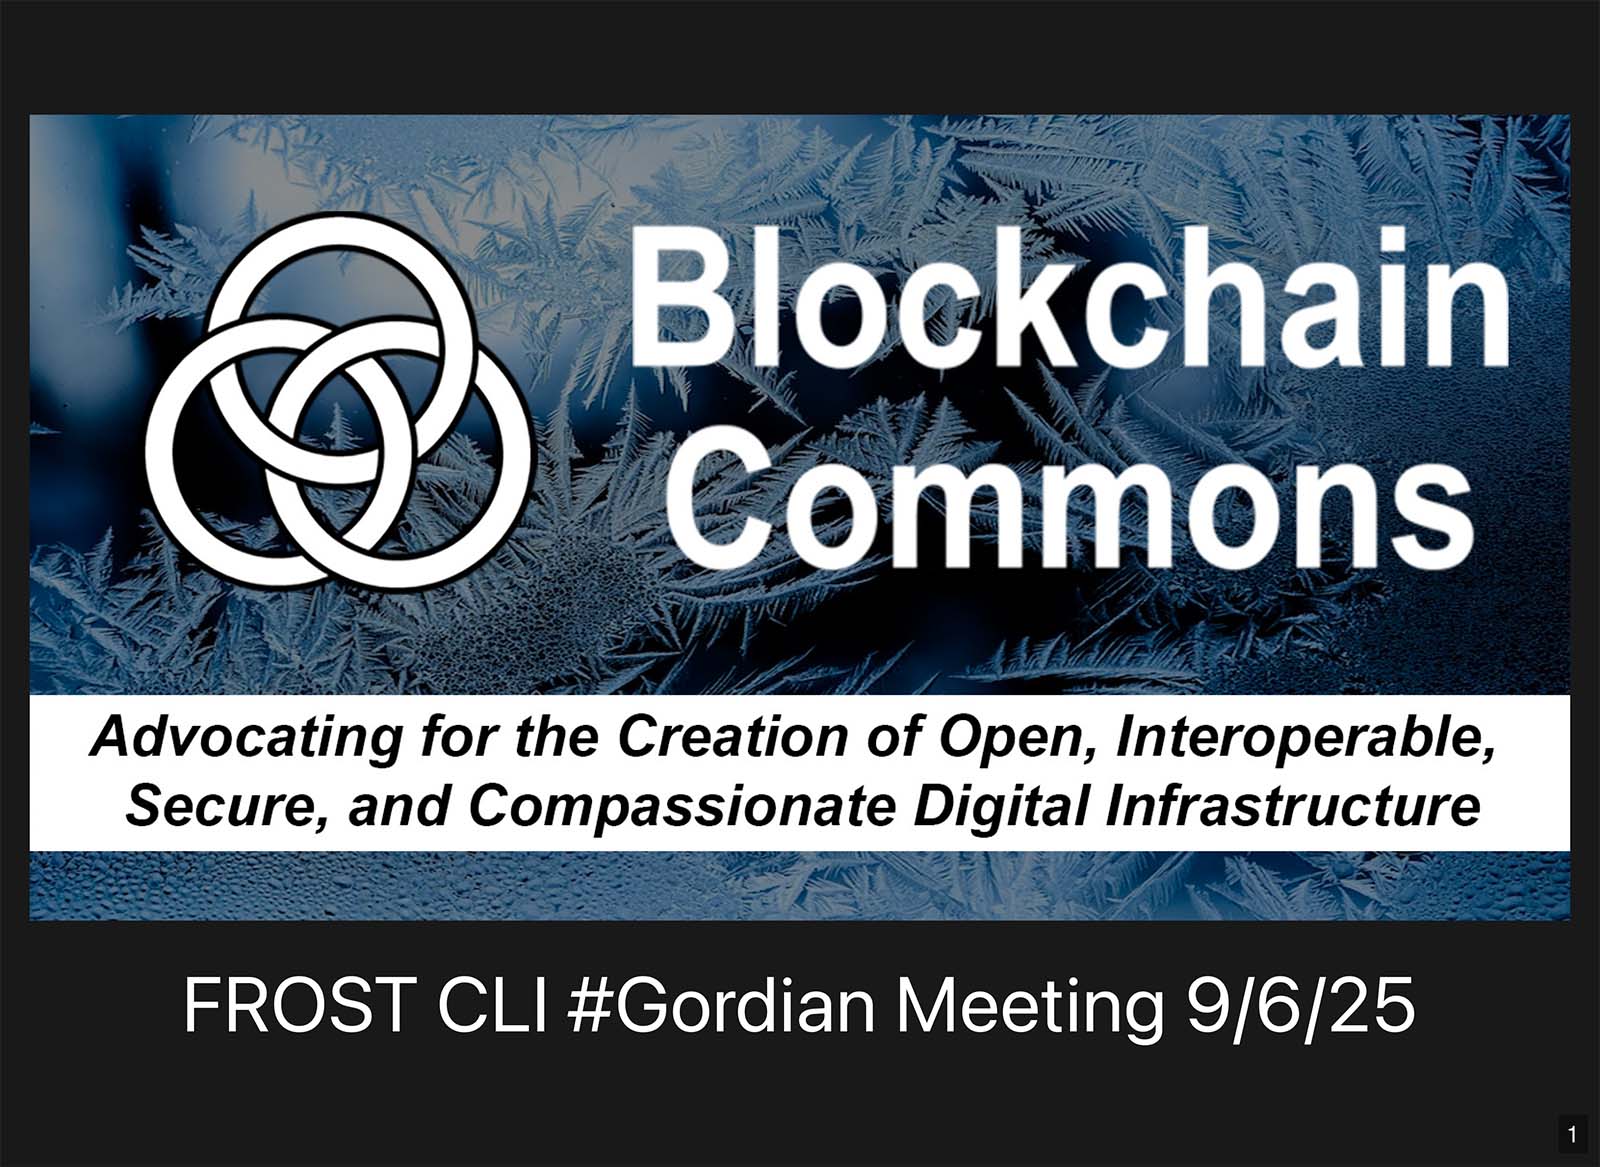 Blockchain
Commons
Advocating for the Creation of Open, Interoperable,
Secure, and Compassionate Digital Infrastructure
FROST CLI #Gordian Meeting 9/6/25
1